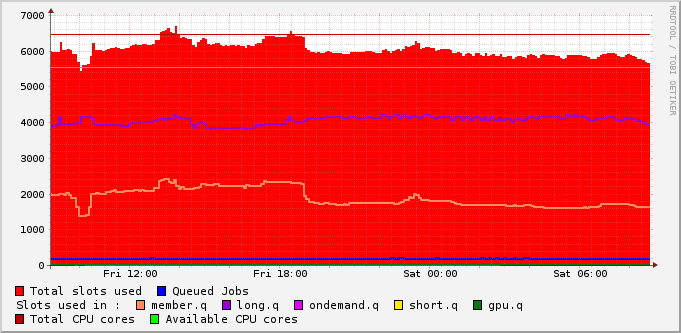 7000
6000
5000
4000
3000
2000
1000
0
Fri 12:00 Fri 18:00 Sat 00:00 Sat 06:00
Total slots used Queued Jobs
Slots used in : member.q long.q ondemand.q short.q gpu.q
Total CPU cores Available CPU cores
RRDTOOL / TOBI OETIKER